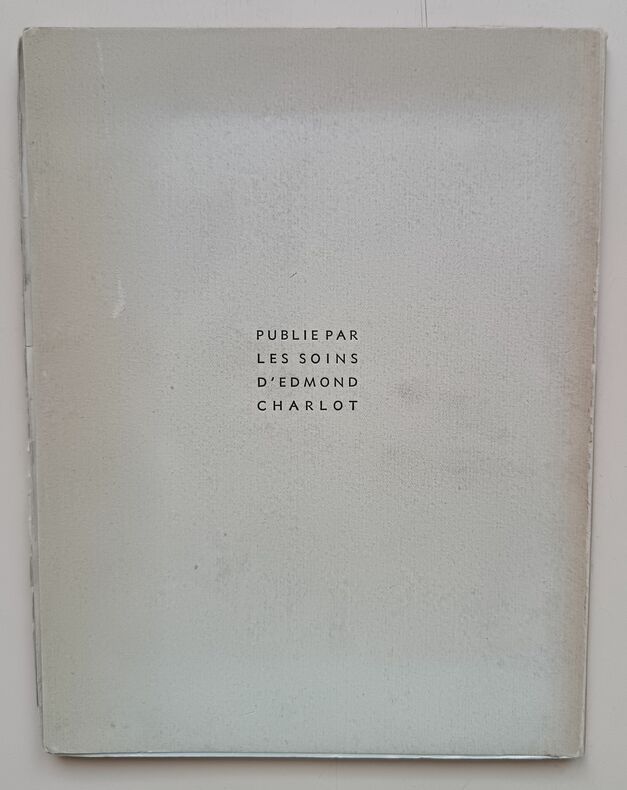 PUBLIE PAR
LES SOINS
D'EDMOND
CHARLOT